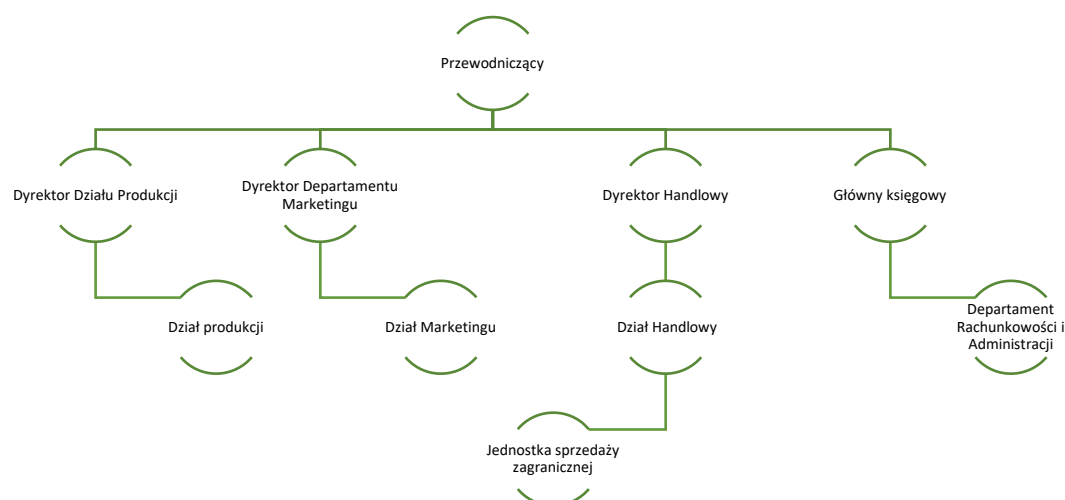 Przewodniczący
Dyrektor Działu Produkcji
Dyrektor Departamentu
Marketingu
Dyrektor Handlowy
Główny księgowy
Dział produkcji
Dział Marketingu
Dział Handlowy
Departament
Rachunkowości i
Administracji
Jednostka sprzedaży
zagranicznej